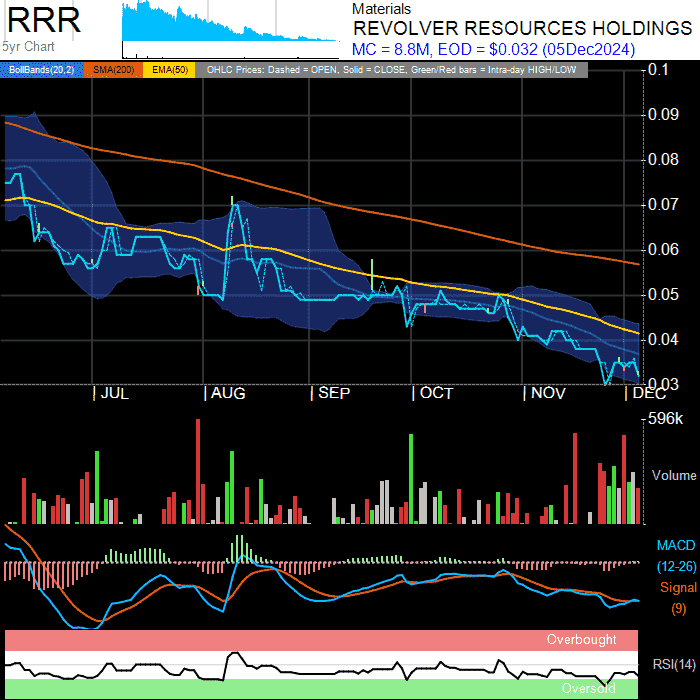 RRR
5yr Chart
Materials
REVOLVER RESOURCES HOLDINGS
MC = 8.8M, EOD = $0.032 (05Dec2024)
BollBands(20,2) SMA(200) EMA(50) OHLC Prices: Dashed = OPEN, Solid = CLOSE, Green/Red bars = Intra-day HIGH/LOW
0.1
0.09
0.08
0.07
0.06
0.05
0.04
0.03
JUL AUG SEP OCT NOV DEC
596k
Volume
MACD
(12-26)
Signal
(9)
Overbought
RSI(14)
Oversold